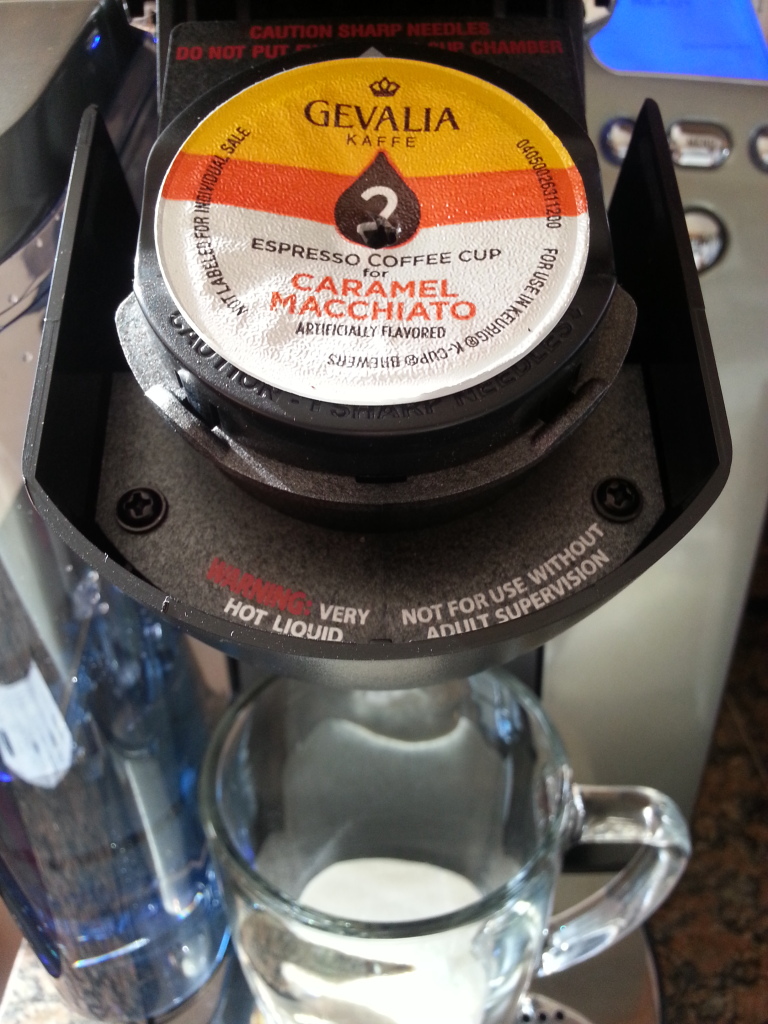 CAUTION SHARP NEEDLES
DO NOT PUT CUP CHAMBER
GEVALIA
KAFFE
NOT LABELED FOR INDIVIDUAL SALE
04050026311200
2
ESPRESSO COFFEE CUP
for
CARAMEL
MACCHIATO
ARTIFICIALLY FLAVORED
FOR USE IN KEURIG® K-CUP® BREWERS
CAUTION - SHARP
WARNING: VERY
HOT LIQUID
NOT FOR USE WITHOUT
ADULT SUPERVISION